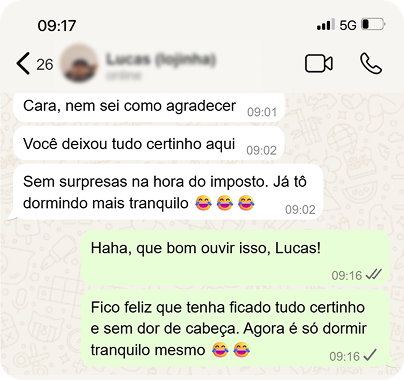 09:17
5G
26
Lucas (lojinha)
online
Cara, nem sei como agradecer 09:01
Você deixou tudo certinho aqui 09:02
Sem surpresas na hora do imposto. Já tô
dormindo mais tranquilo 😂 😂 😂 09:02
Haha, que bom ouvir isso, Lucas!
09:16
Fico feliz que tenha ficado tudo certinho
e sem dor de cabeça. Agora é só dormir
tranquilo mesmo 😂 😂 09:16